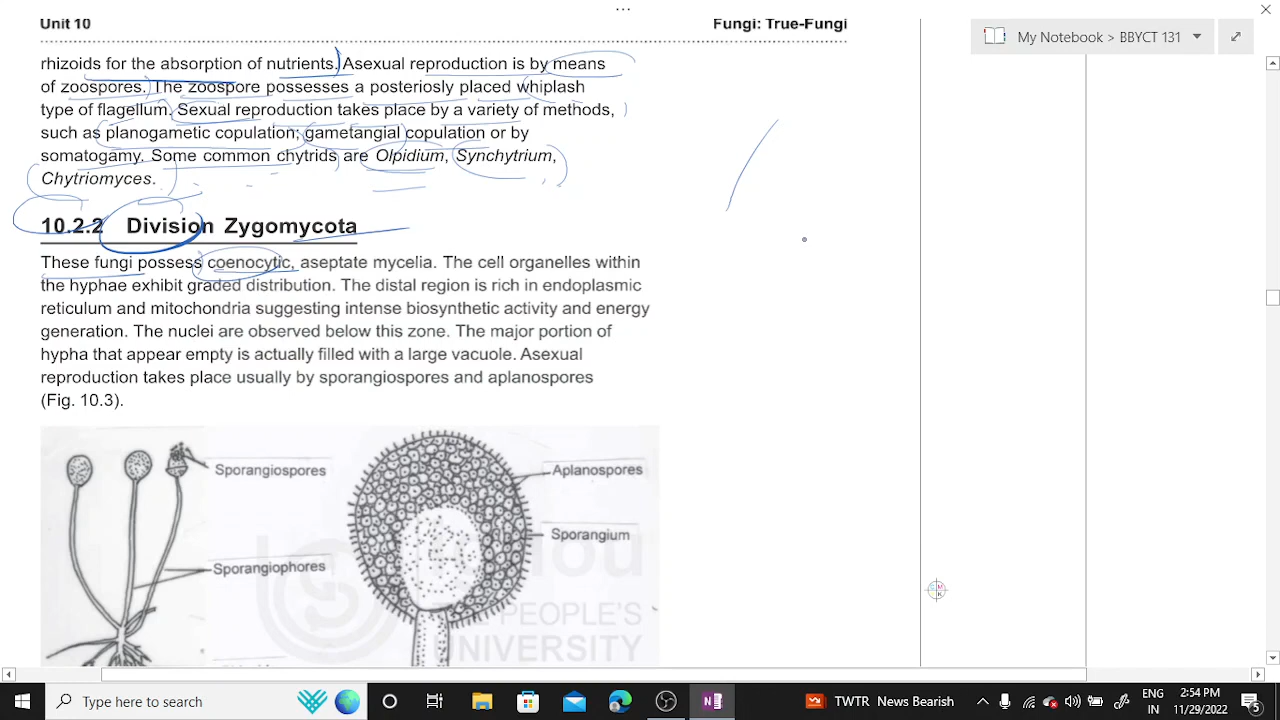 Unit 10
Fungi: True-Fungi
My Notebook > BBYCT 131
rhizoids for the absorption of nutrients. Asexual reproduction is by means
of zoospores. The zoospore possesses a posteriosly placed whiplash
type of flagellum. Sexual reproduction takes place by a variety of methods,
such as planogametic copulation; gametangial copulation or by
somatogamy. Some common chytrids are Olpidium, Synchytrium,
Chytriomyces.
10.2.2 Division Zygomycota
These fungi possess coenocytic, aseptate mycelia. The cell organelles within
the hyphae exhibit graded distribution. The distal region is rich in endoplasmic
reticulum and mitochondria suggesting intense biosynthetic activity and energy
generation. The nuclei are observed below this zone. The major portion of
hypha that appear empty is actually filled with a large vacuole. Asexual
reproduction takes place usually by sporangiospores and aplanospores
(Fig. 10.3).
Sporangiospores
Aplanospores
Sporangium
Sporangiophores
PEOPLE'S
UNIVERSITY
Type here to search
TWTR News Bearish
ENG
IN
2:54 PM
11/29/2022
5